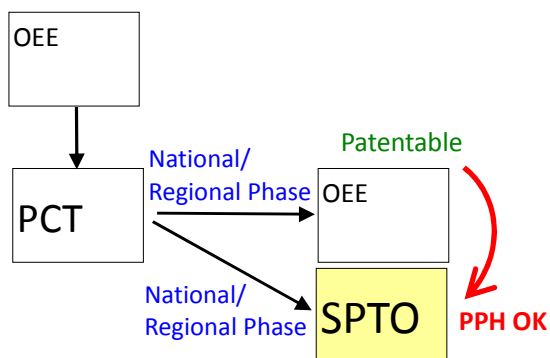 OEE
Patentable
National/
Regional Phase
OEE
PCT
National/
Regional Phase
SPTO
PPH OK